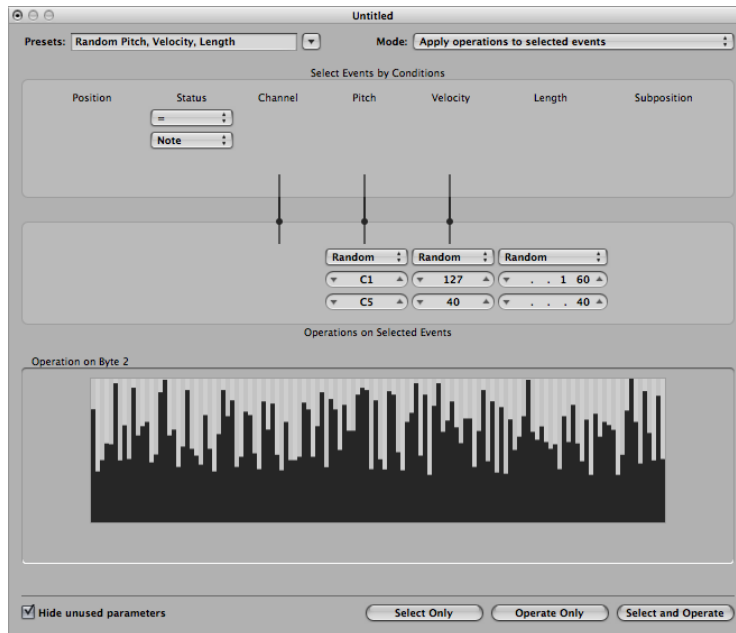 Untitled
Presets: Random Pitch, Velocity, Length Mode: Apply operations to selected events
Select Events by Conditions
Position Status Channel Pitch Velocity Length Subposition
=
Note
Random Random Random
C1 127 . . 1 60
C5 40 . . . 40
Operations on Selected Events
Operation on Byte 2
Hide unused parameters Select Only Operate Only Select and Operate